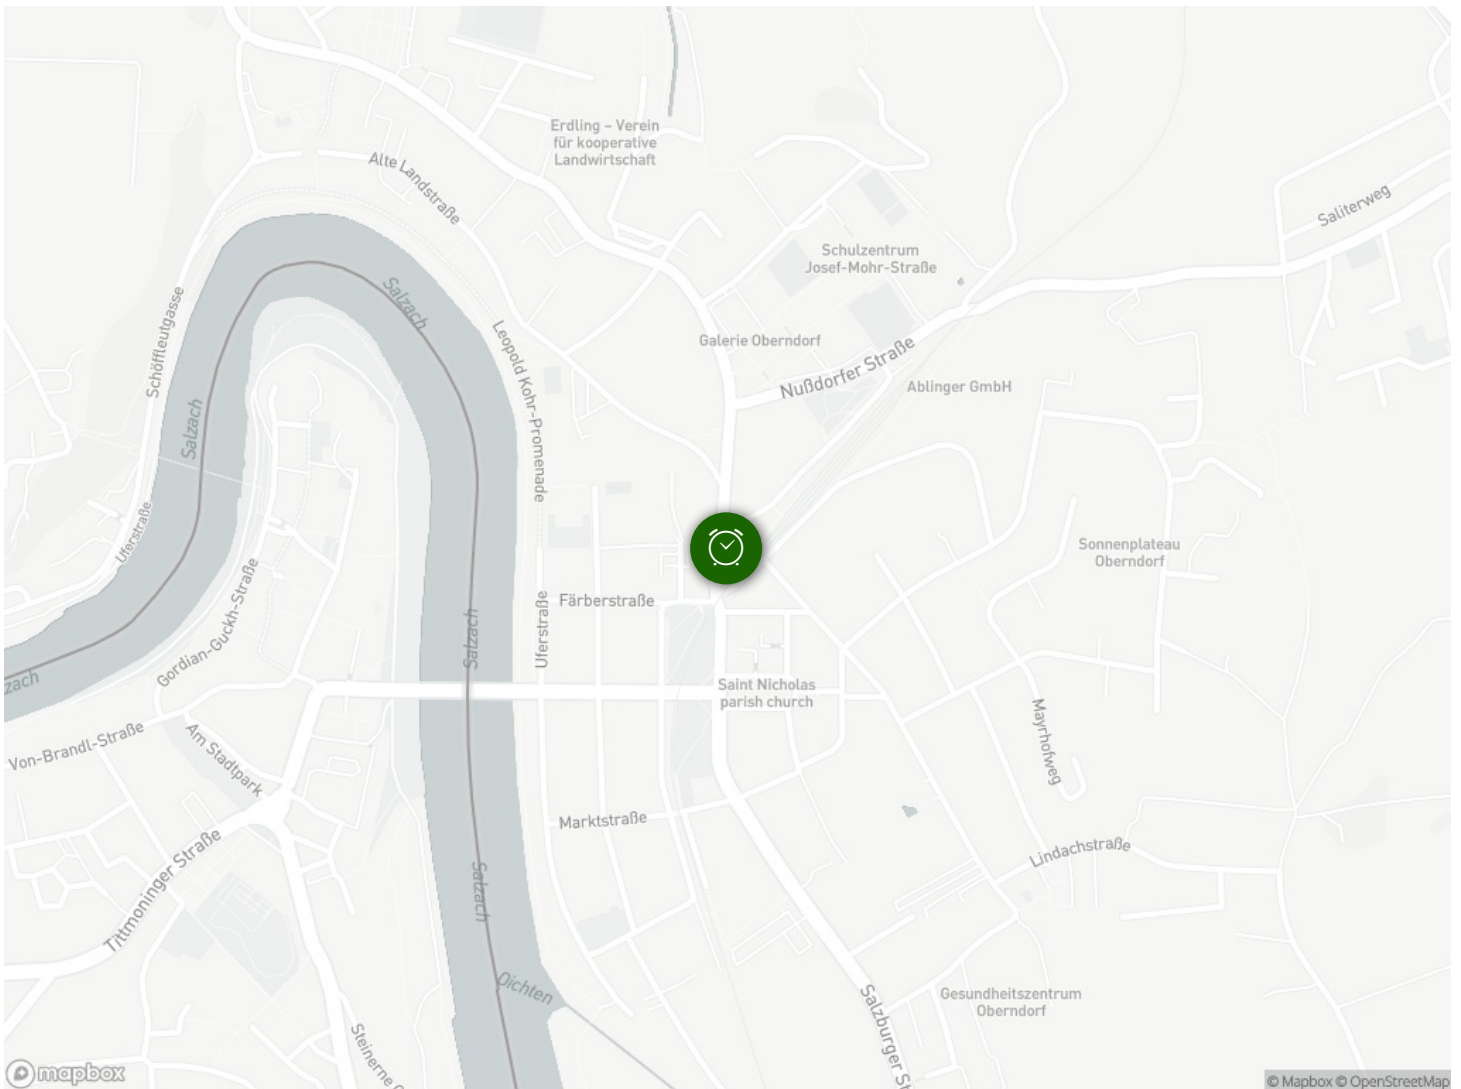 Erdling – Verein
für kooperative
Landwirtschaft
Alte Landstraße
Saliterweg
Schulzentrum
Josef-Mohr-Straße
Salzach
Schöffleutgasse
Leopold Kohr-Promenade
Galerie Oberndorf
Nußdorfer Straße
Ablinger GmbH
Salzach
Uferstraße
Sonnenplateau
Oberndorf
Gordian-Guckh-Straße
Färberstraße
Uferstraße
Salzach
zach
Saint Nicholas
parish church
Von-Brandl-Straße
Am Stadtpark
Mayrhofweg
Marktstraße
Tittmoninger Straße
Lindachstraße
Salzach
Oichten
Gesundheitszentrum
Oberndorf
Salzburger St
Steinerne G
mapbox
© Mapbox © OpenStreetMap